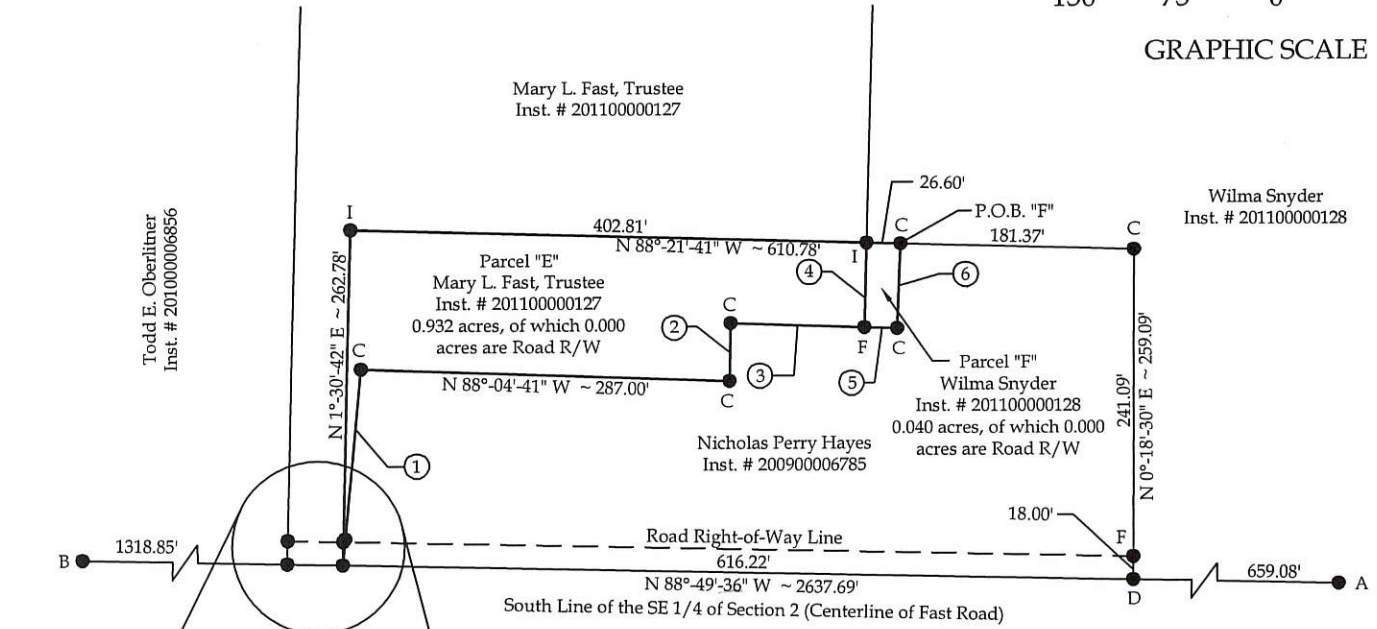 GRAPHIC SCALE
Mary L. Fast, Trustee
Inst. # 201100000127
Todd E. Oberlitner
Inst. # 201000006856
Wilma Snyder
Inst. # 201100000128
26.60'
P.O.B. "F"
I
402.81'
N 88°-21'-41" W ~ 610.78'
I
C
181.37'
C
N 1°-30'-42" E ~ 262.78'
Parcel "E"
Mary L. Fast, Trustee
Inst. # 201100000127
0.932 acres, of which 0.000
acres are Road R/W
4
6
2
C
3
F
5
C
C
N 88°-04'-41" W ~ 287.00'
C
Parcel "F"
Wilma Snyder
Inst. # 201100000128
0.040 acres, of which 0.000
acres are Road R/W
241.09'
N 0°-18'-30" E ~ 259.09'
Nicholas Perry Hayes
Inst. # 200900006785
1
18.00'
Road Right-of-Way Line
F
B
1318.85'
616.22'
N 88°-49'-36" W ~ 2637.69'
D
659.08'
A
South Line of the SE 1/4 of Section 2 (Centerline of Fast Road)